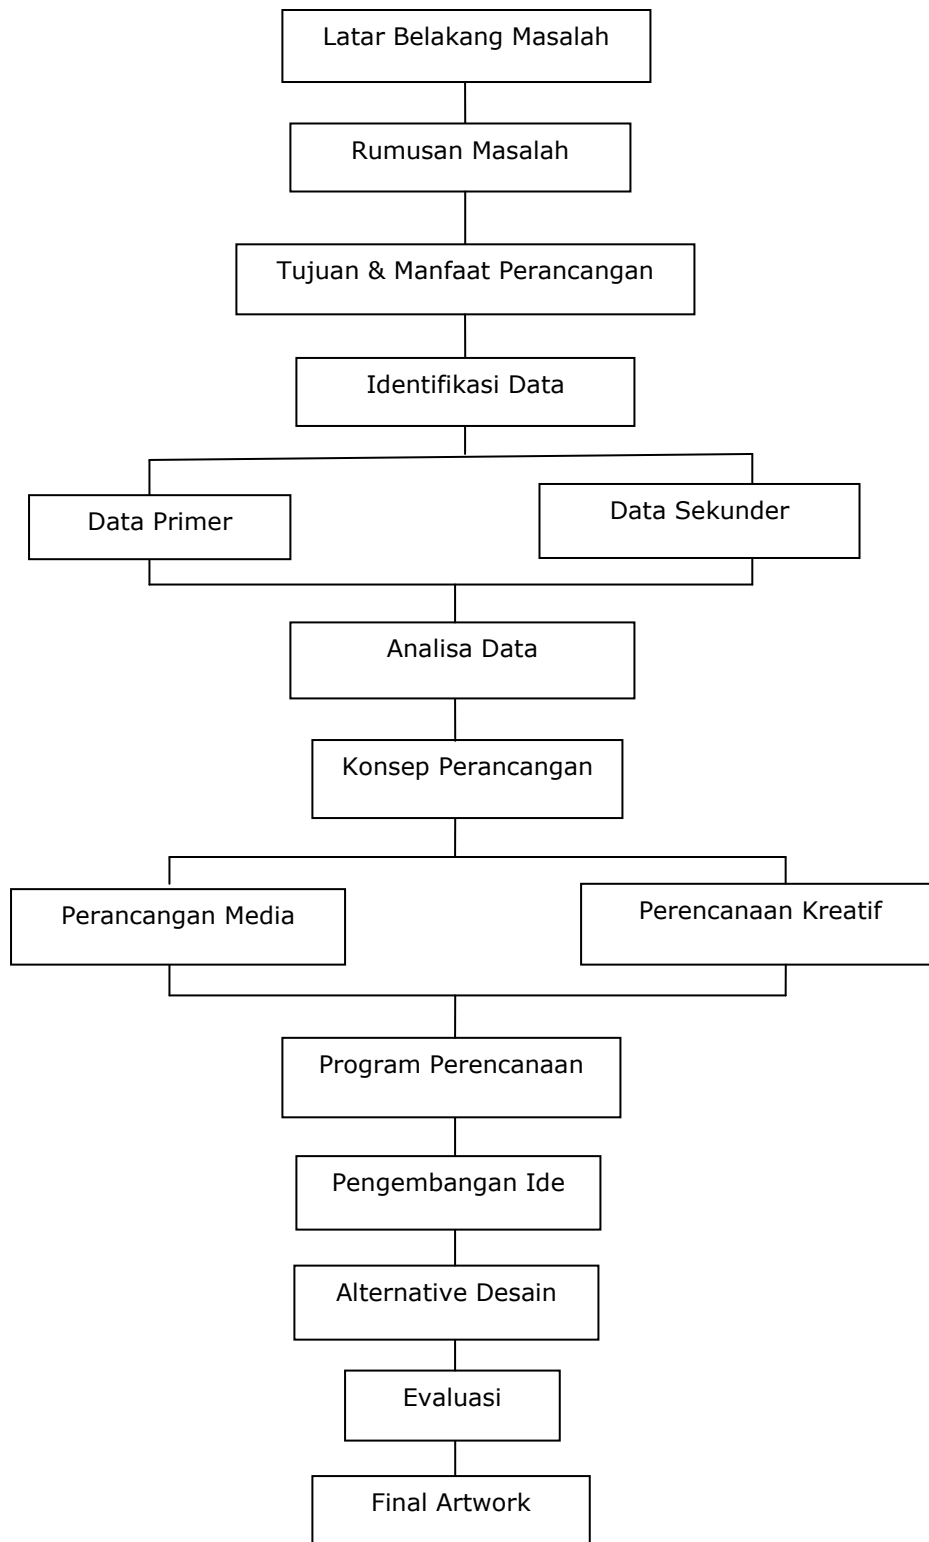 Latar Belakang Masalah
Rumusan Masalah
Tujuan & Manfaat Perancangan
Identifikasi Data
Data Primer
Data Sekunder
Analisa Data
Konsep Perancangan
Perancangan Media
Perencanaan Kreatif
Program Perencanaan
Pengembangan Ide
Alternative Desain
Evaluasi
Final Artwork